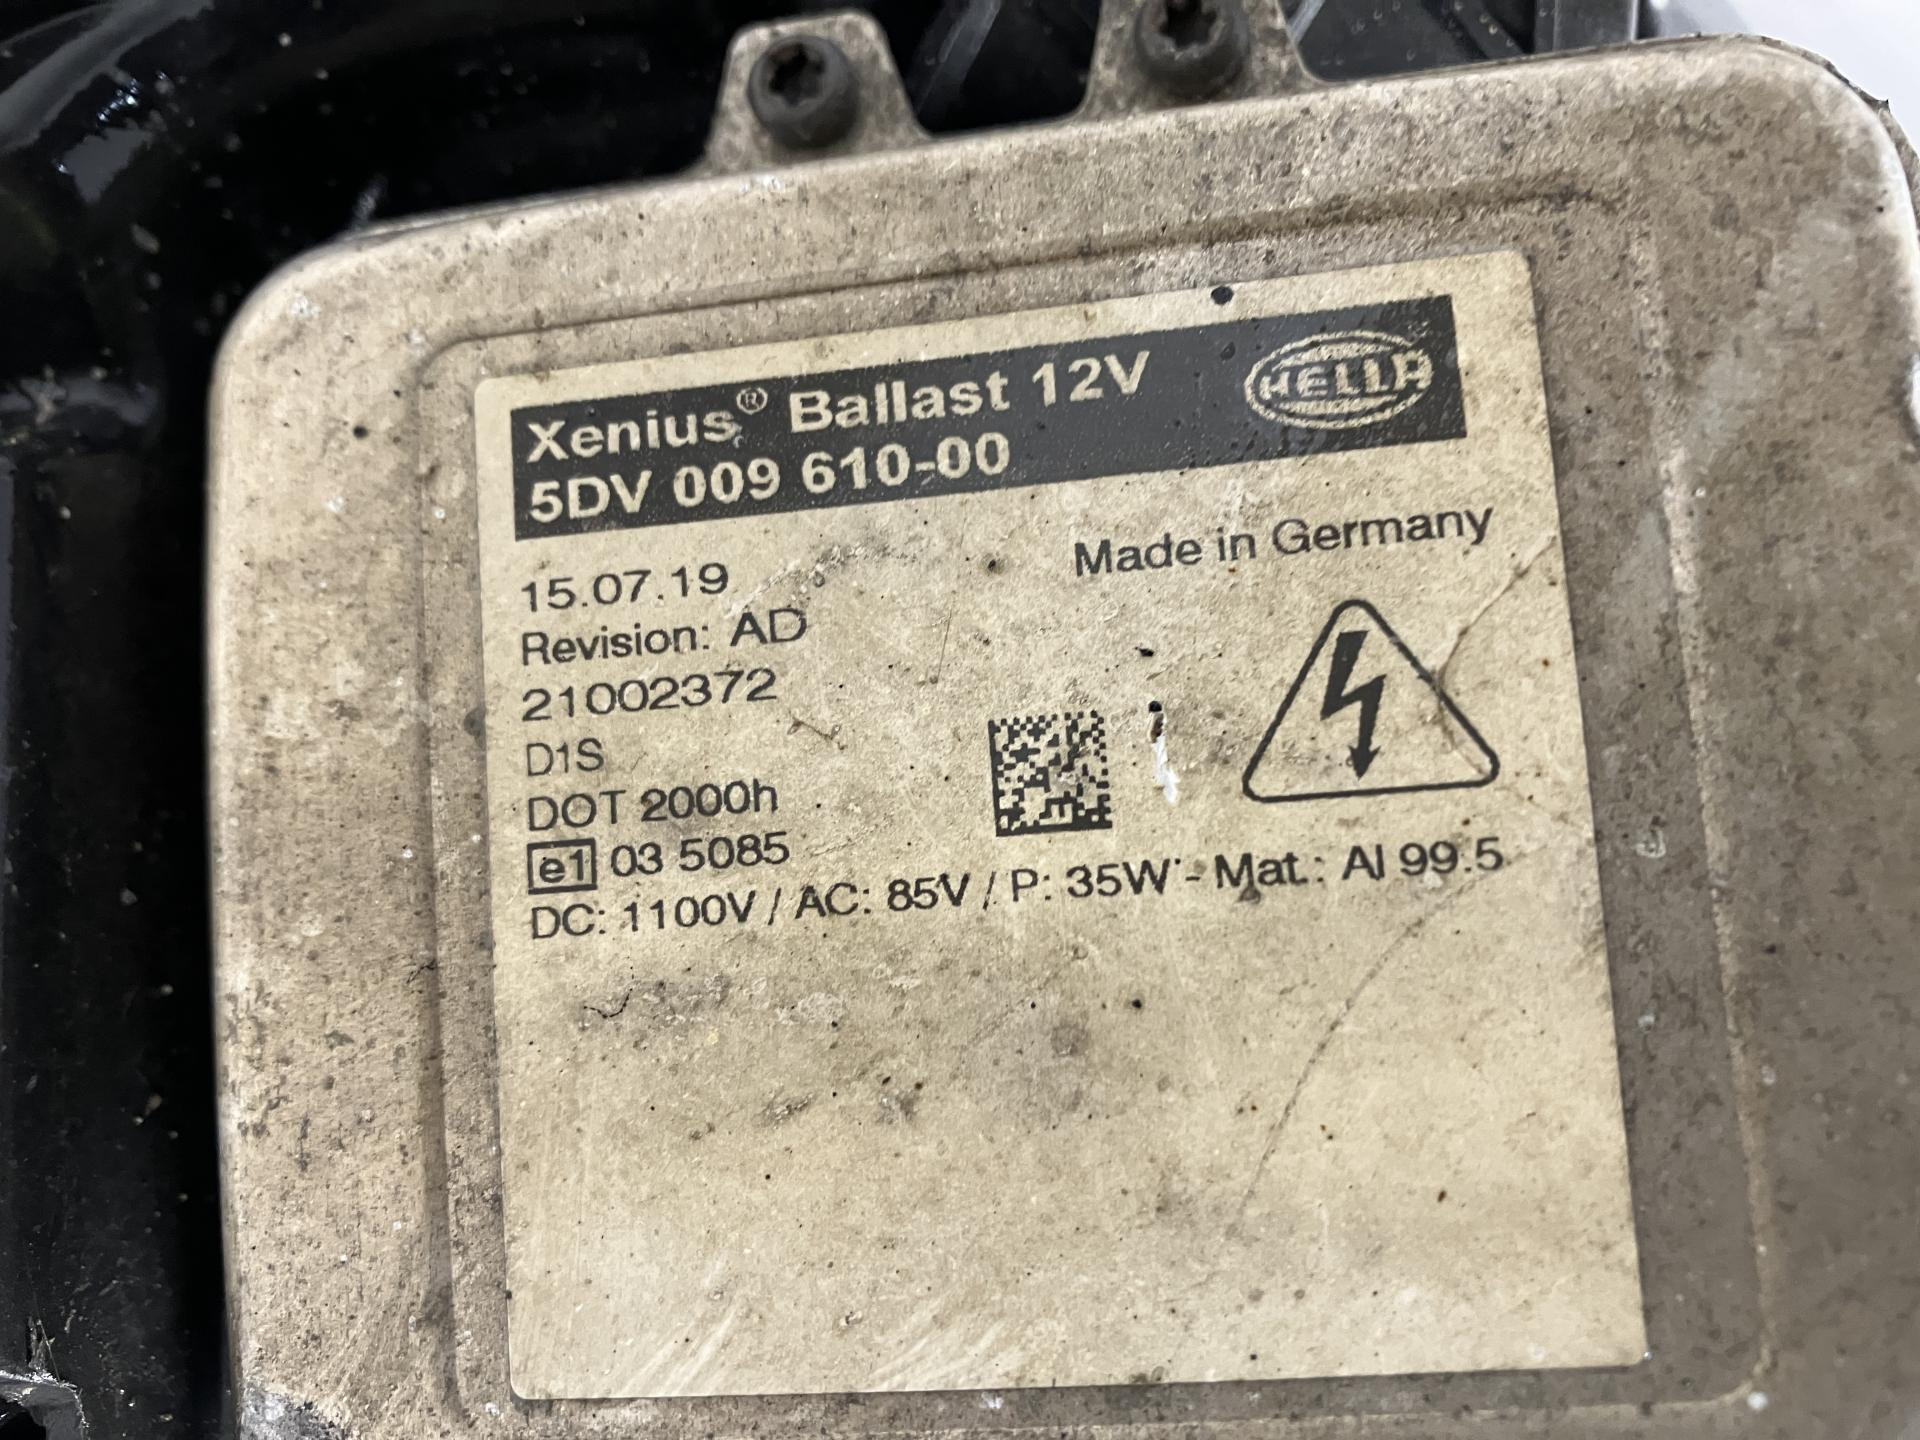 Xenius® Ballast 12V
HELLA
5DV 009 610-00
Made in Germany
15.07.19
Revision: AD
21002372
D1S
DOT 2000h
e1 03 5085
DC: 1100V / AC: 85V / P: 35W - Mat.: Al 99.5